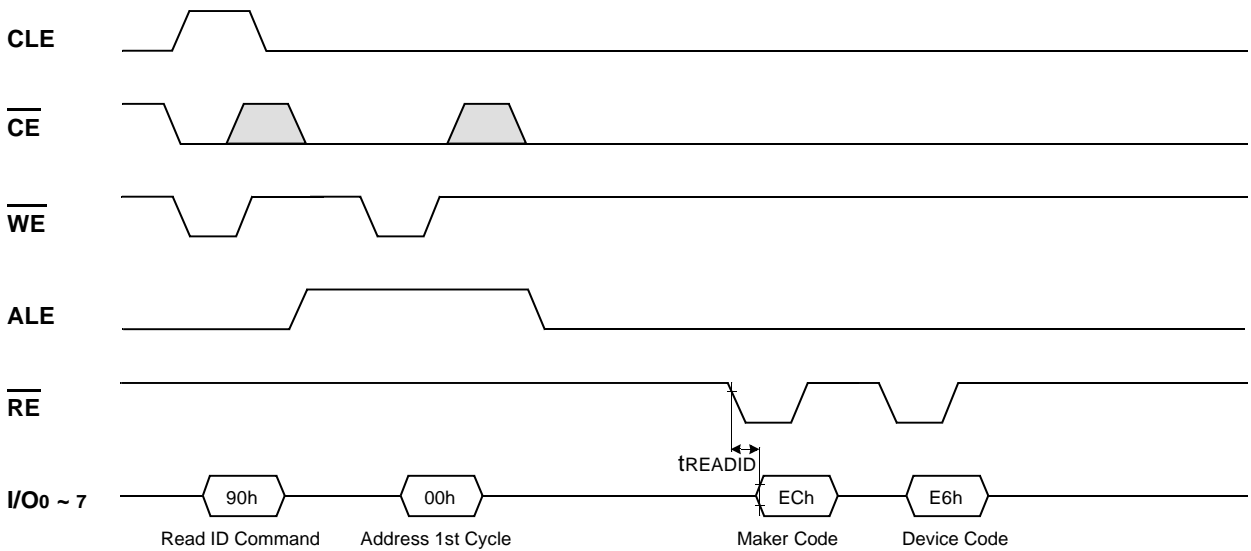 CLE
CE
WE
ALE
RE
tREADID
I/O0 ~ 7
90h
00h
ECh
E6h
Read ID Command
Address 1st Cycle
Maker Code
Device Code